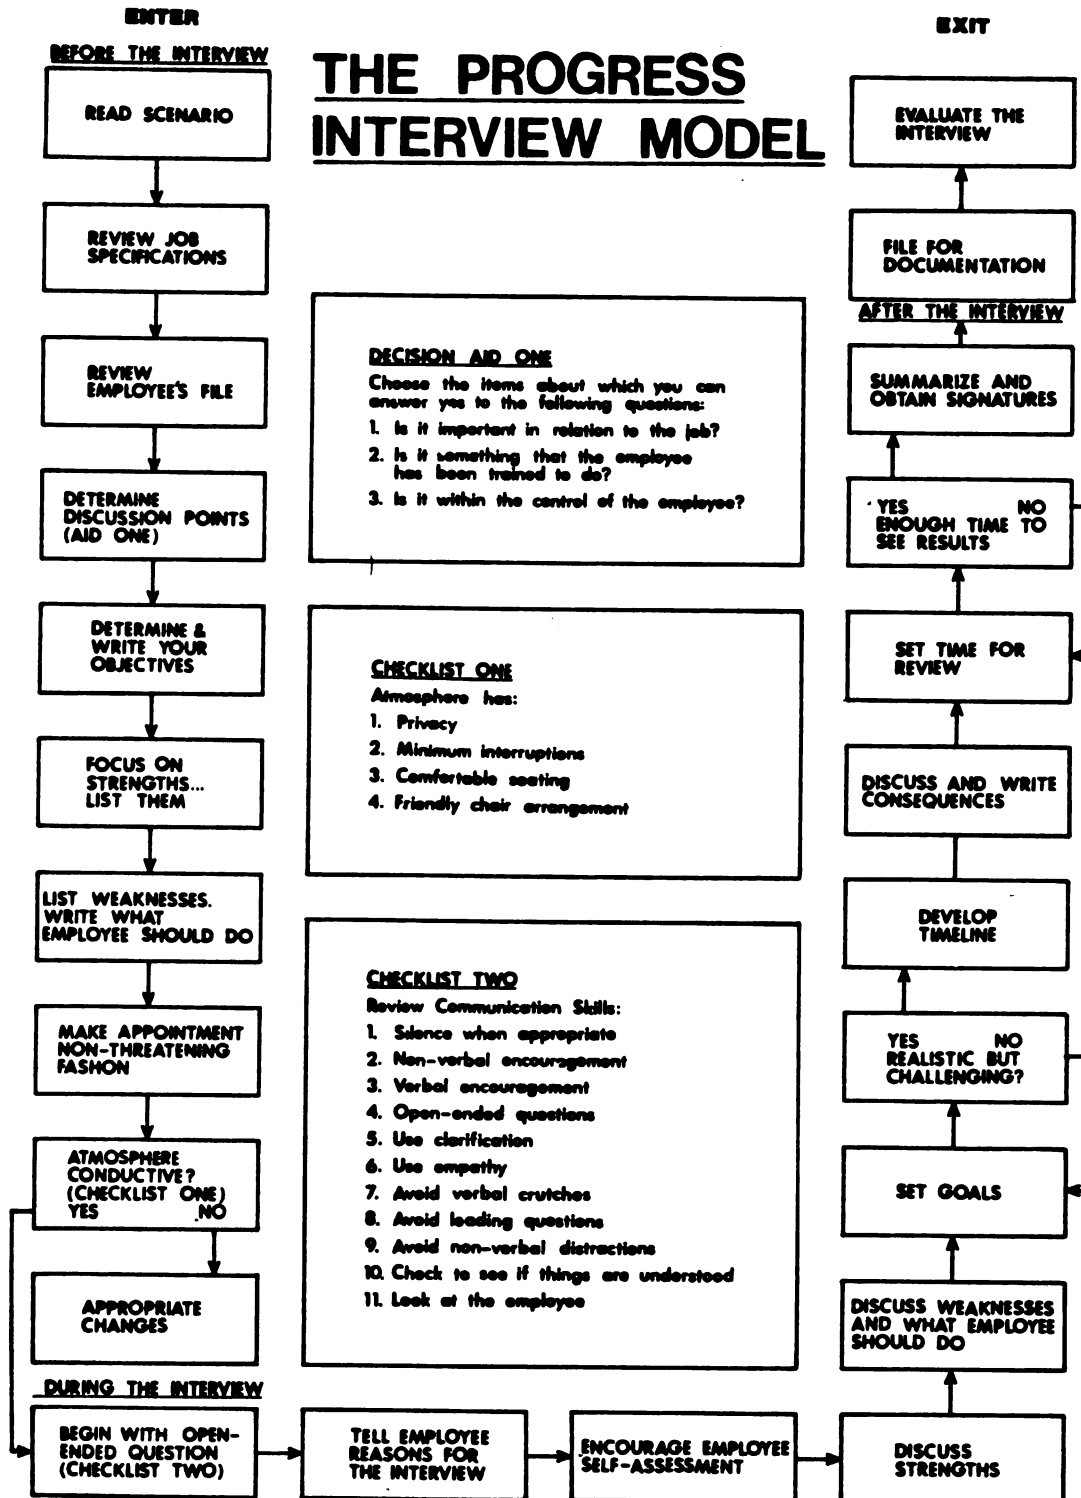 ENTER
BEFORE THE INTERVIEW
READ SCENARIO
REVIEW JOB
SPECIFICATIONS
REVIEW
EMPLOYEE'S FILE
DETERMINE
DISCUSSION POINTS
(AID ONE)
DETERMINE &
WRITE YOUR
OBJECTIVES
FOCUS ON
STRENGTHS...
LIST THEM
LIST WEAKNESSES.
WRITE WHAT
EMPLOYEE SHOULD DO
MAKE APPOINTMENT
NON-THREATENING
FASHON
ATMOSPHERE
CONDUCTIVE?
(CHECKLIST ONE)
YES NO
APPROPRIATE
CHANGES
DURING THE INTERVIEW
BEGIN WITH OPEN-
ENDED QUESTION
(CHECKLIST TWO)
TELL EMPLOYEE
REASONS FOR
THE INTERVIEW
ENCOURAGE EMPLOYEE
SELF-ASSESSMENT
DISCUSS
STRENGTHS
THE PROGRESS
INTERVIEW MODEL
DECISION AID ONE
Choose the items about which you can
answer yes to the following questions:
1. Is it important in relation to the job?
2. Is it something that the employee
has been trained to do?
3. Is it within the control of the employee?
CHECKLIST ONE
Atmosphere has:
1. Privacy
2. Minimum interruptions
3. Comfortable seating
4. Friendly chair arrangement
CHECKLIST TWO
Review Communication Skills:
1. Silence when appropriate
2. Non-verbal encouragement
3. Verbal encouragement
4. Open-ended questions
5. Use clarification
6. Use empathy
7. Avoid verbal crutches
8. Avoid leading questions
9. Avoid non-verbal distractions
10. Check to see if things are understood
11. Look at the employee
EXIT
EVALUATE THE
INTERVIEW
FILE FOR
DOCUMENTATION
AFTER THE INTERVIEW
SUMMARIZE AND
OBTAIN SIGNATURES
YES NO
ENOUGH TIME TO
SEE RESULTS
SET TIME FOR
REVIEW
DISCUSS AND WRITE
CONSEQUENCES
DEVELOP
TIMELINE
YES NO
REALISTIC BUT
CHALLENGING?
SET GOALS
DISCUSS WEAKNESSES
AND WHAT EMPLOYEE
SHOULD DO